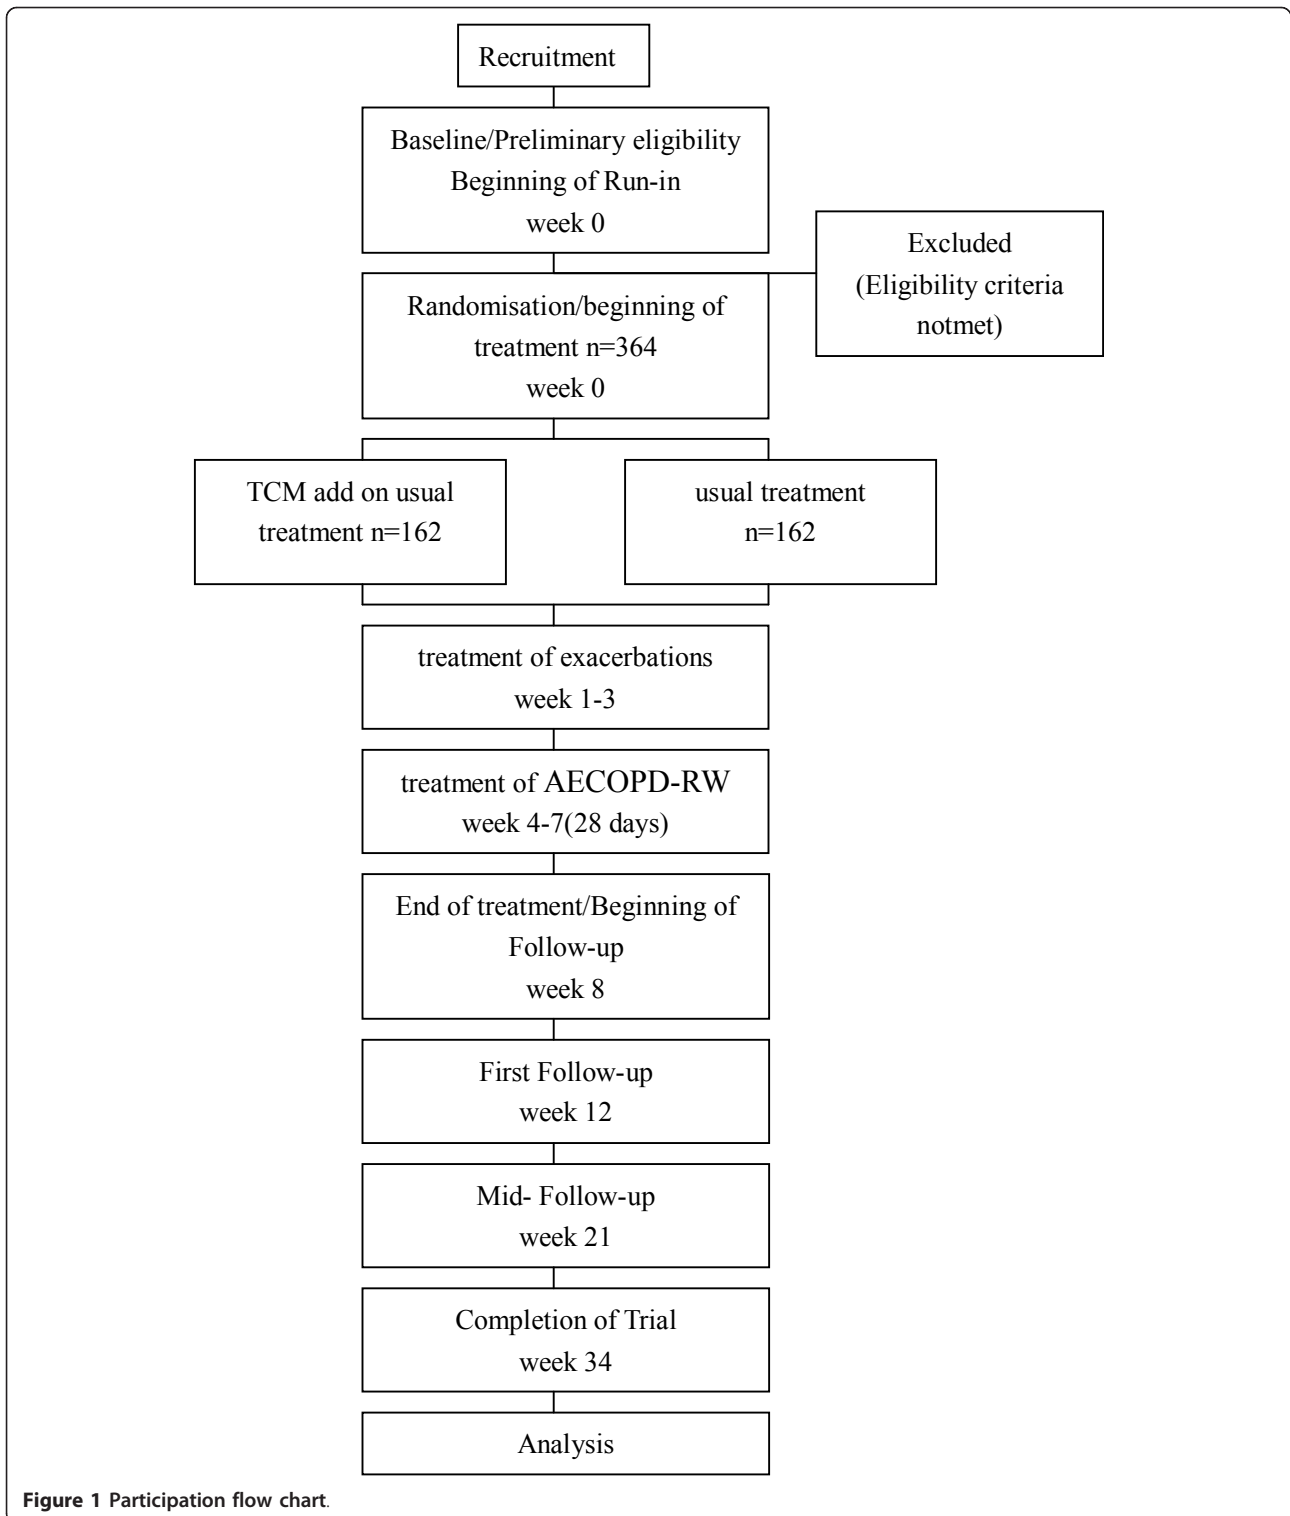 Recruitment
Baseline/Preliminary eligibility
Beginning of Run-in
week 0
Excluded
(Eligibility criteria
notmet)
Randomisation/beginning of
treatment n=364
week 0
TCM add on usual
treatment n=162
usual treatment
n=162
treatment of exacerbations
week 1-3
treatment of AECOPD-RW
week 4-7(28 days)
End of treatment/Beginning of
Follow-up
week 8
First Follow-up
week 12
Mid- Follow-up
week 21
Completion of Trial
week 34
Analysis
Figure 1 Participation flow chart.